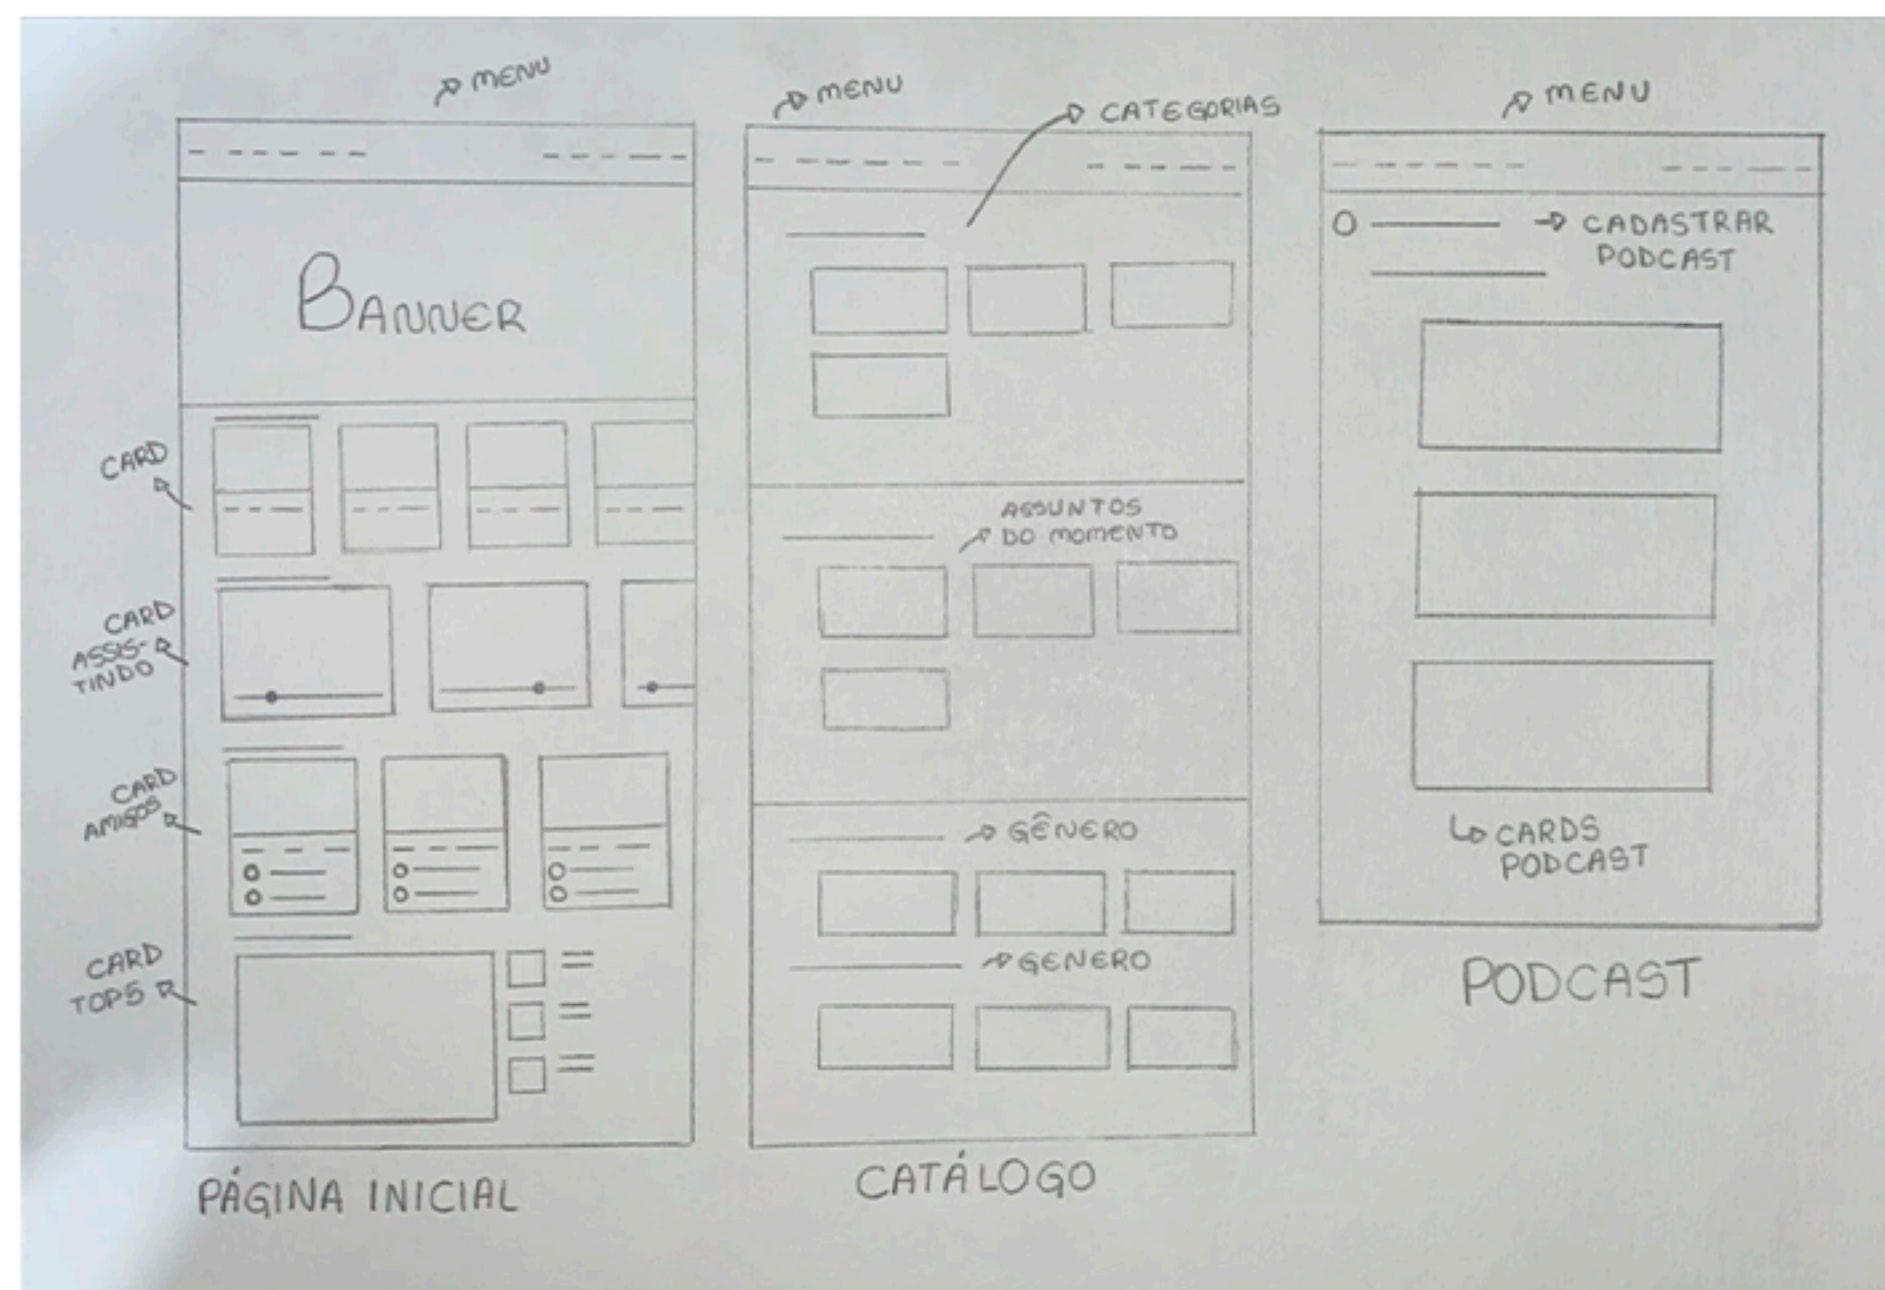 MENU
BANNER
CARD
CARD
ASSIS-
TINDO
CARD
AMIGOS
CARD
TOP5
PÁGINA INICIAL
MENU
CATEGORIAS
ASSUNTOS
DO MOMENTO
GÊNERO
GENERO
CATÁLOGO
MENU
CADASTRAR
PODCAST
CARDS
PODCAST
PODCAST